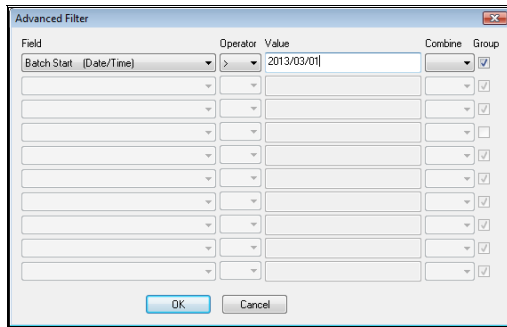 Advanced Filter
Field Operator Value Combine Group
Batch Start (Date/Time) > 2013/03/01
OK Cancel